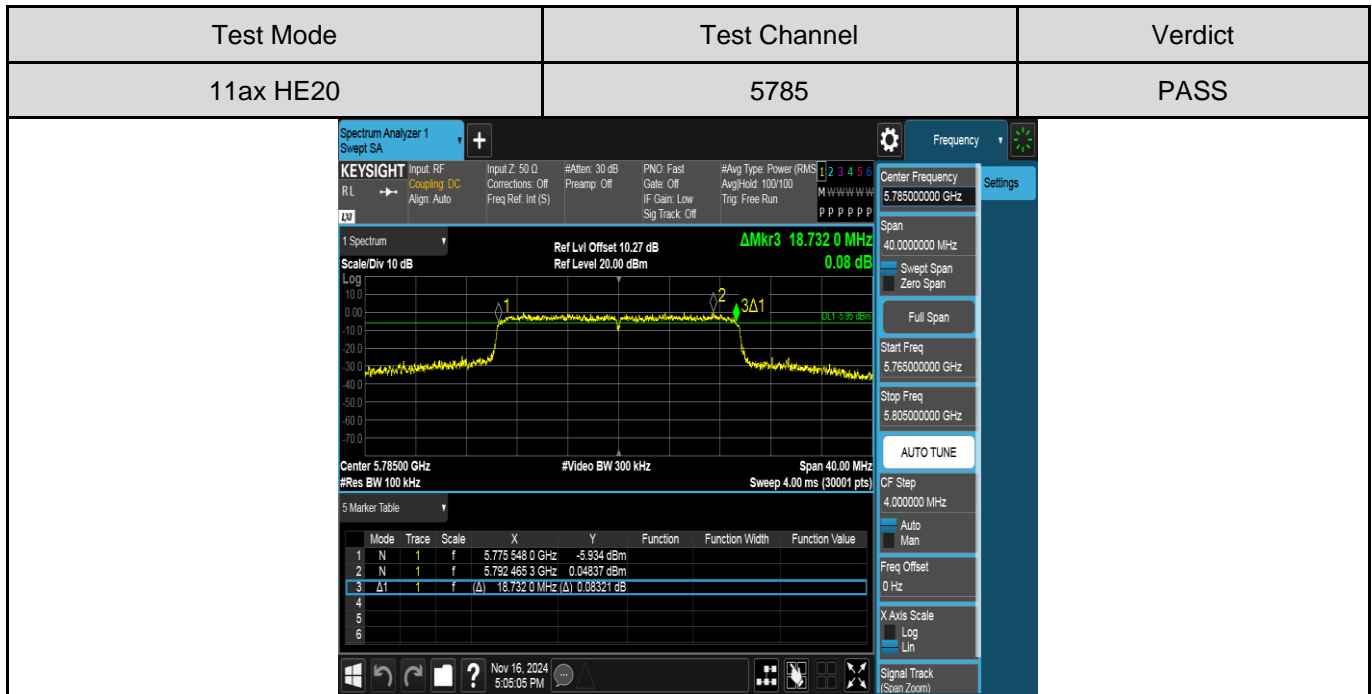 Test Mode Test Channel Verdict
11ax HE20 5785 PASS
Spectrum Analyzer 1
Swept SA
+
Frequency
KEYSIGHT Input: RF Input Z: 50 Ω #Atten: 30 dB PNO: Fast #Avg Type: Power (RMS 1 2 3 4 5 6
RL Coupling: DC Corrections: Off Preamp: Off Gate: Off Avg|Hold: 100/100 M W W W W W
Align: Auto Freq Ref: Int (S) IF Gain: Low Trig: Free Run
LXI Sig Track: Off P P P P P P
1 Spectrum
Ref Lvl Offset 10.27 dB ΔMkr3 18.732 0 MHz
Scale/Div 10 dB Ref Level 20.00 dBm 0.08 dB
Log
10.0
0.00
-10.0
-20.0
-30.0
-40.0
-50.0
-60.0
-70.0
1
2
3Δ1
DL1 -5.95 dBm
Center 5.78500 GHz #Video BW 300 kHz Span 40.00 MHz
#Res BW 100 kHz Sweep 4.00 ms (30001 pts)
5 Marker Table
Mode Trace Scale X Y Function Function Width Function Value
1 N 1 f 5.775 548 0 GHz -5.934 dBm
2 N 1 f 5.792 465 3 GHz 0.04837 dBm
3 Δ1 1 f (Δ) 18.732 0 MHz (Δ) 0.08321 dB
4
5
6
?
Nov 16, 2024
5:05:05 PM
Center Frequency
5.785000000 GHz
Settings
Span
40.0000000 MHz
Swept Span
Zero Span
Full Span
Start Freq
5.765000000 GHz
Stop Freq
5.805000000 GHz
AUTO TUNE
CF Step
4.000000 MHz
Auto
Man
Freq Offset
0 Hz
X Axis Scale
Log
Lin
Signal Track
(Span Zoom)